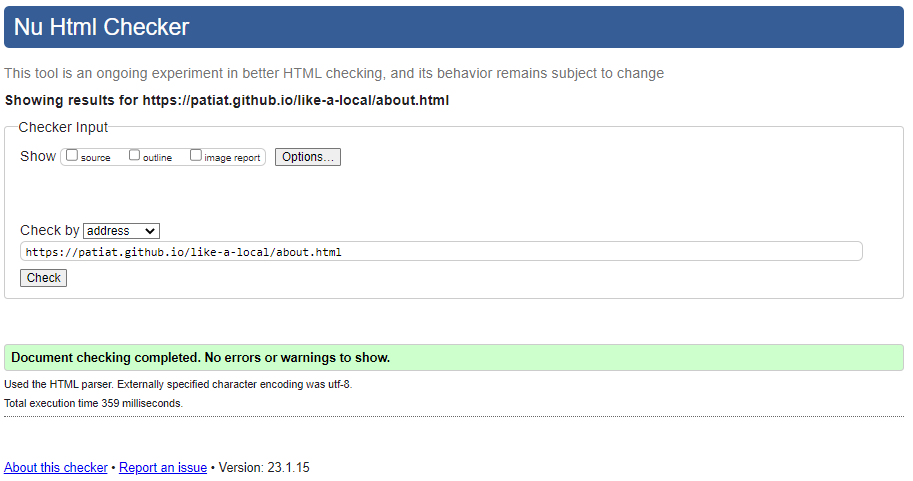 Nu Html Checker
This tool is an ongoing experiment in better HTML checking, and its behavior remains subject to change
Showing results for https://patiat.github.io/like-a-local/about.html
Checker Input
Show source outline image report Options...
Check by address
https://patiat.github.io/like-a-local/about.html
Check
Document checking completed. No errors or warnings to show.
Used the HTML parser. Externally specified character encoding was utf-8.
Total execution time 359 milliseconds.
About this checker • Report an issue • Version: 23.1.15